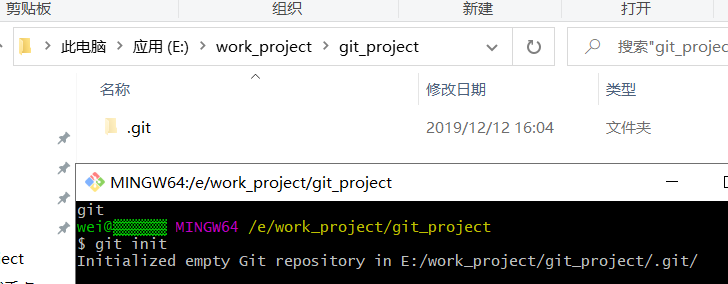 剪贴板 组织 新建 打开
此电脑 应用 (E:) work_project git_project 搜索"git_projec
名称 修改日期 类型
.git 2019/12/12 16:04 文件夹
MINGW64:/e/work_project/git_project
git
wei@ MINGW64 /e/work_project/git_project
$ git init
ject
Initialized empty Git repository in E:/work_project/git_project/.git/